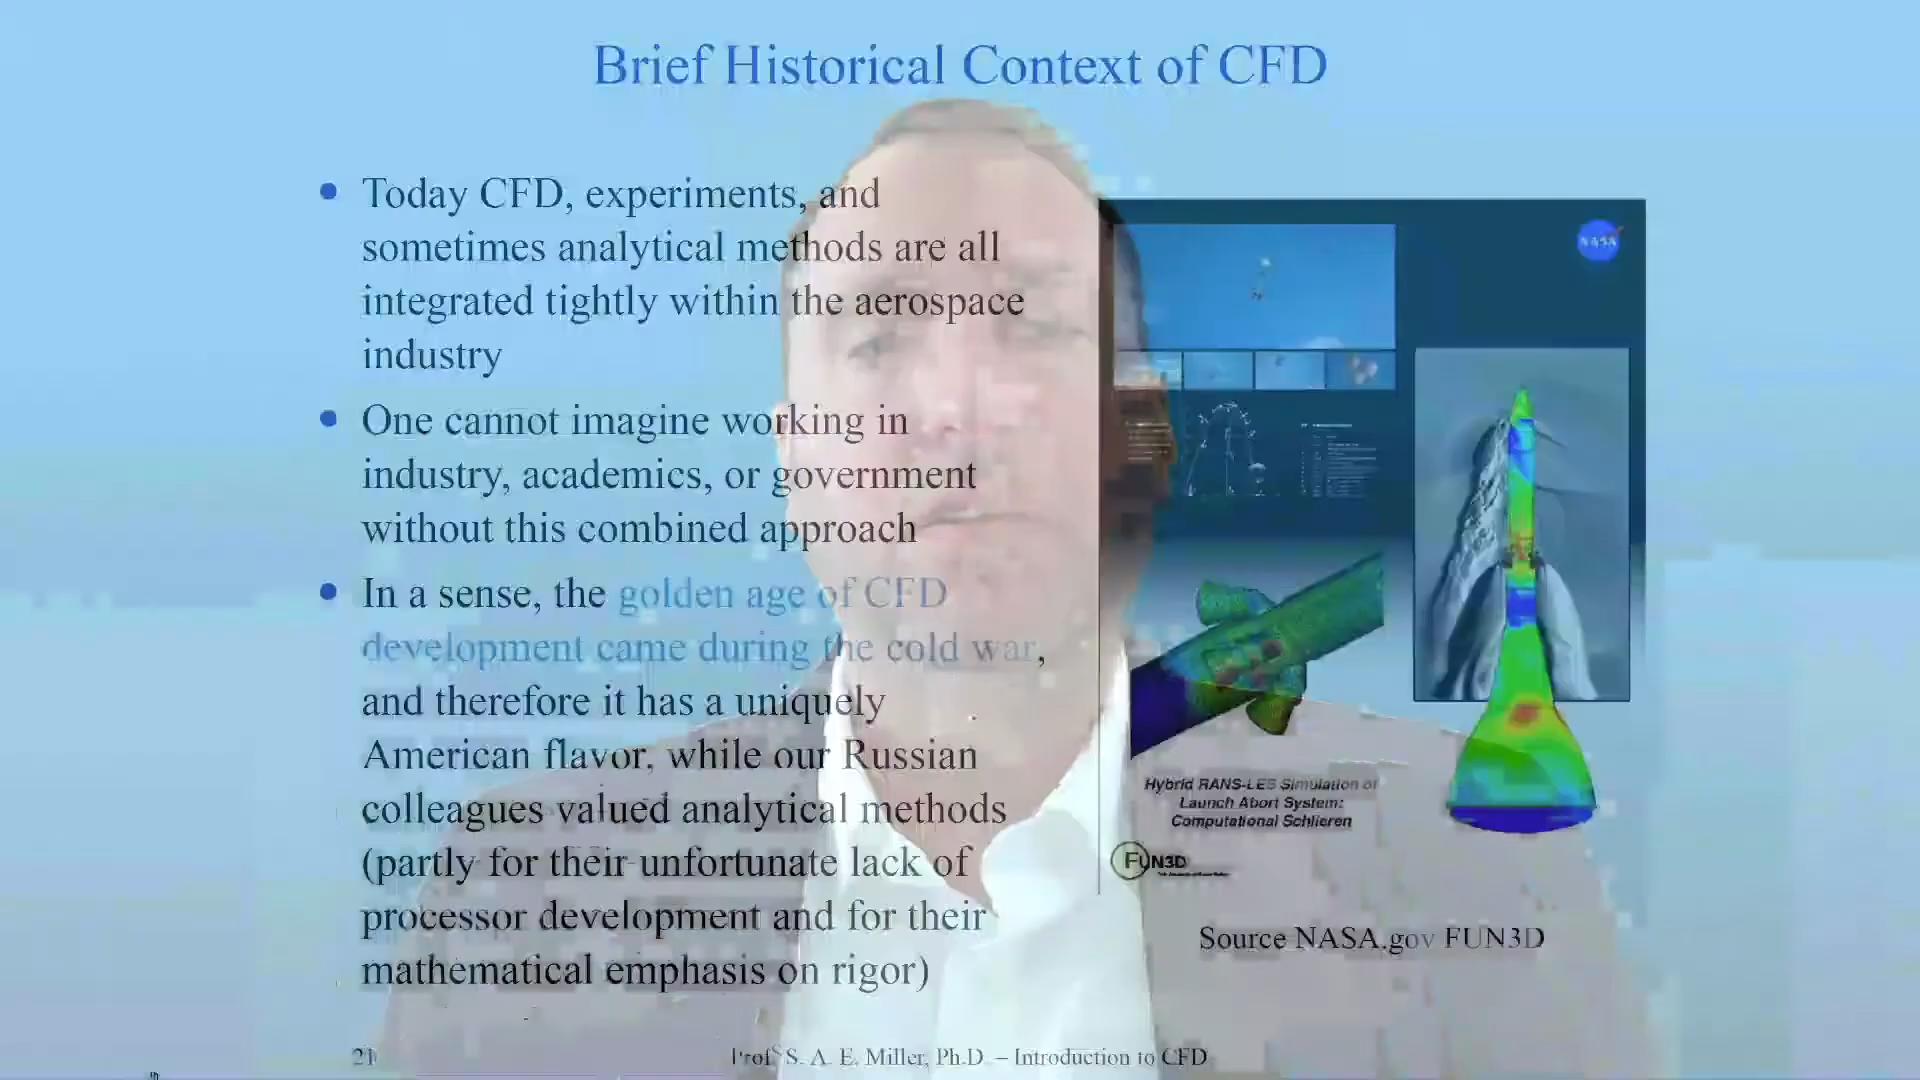 Brief Historical Context of CFD
Today CFD, experiments, and
sometimes analytical methods are all
integrated tightly within the aerospace
industry
One cannot imagine working in
industry, academics, or government
without this combined approach
In a sense, the golden age of CFD
development came during the cold war,
and therefore it has a uniquely
American flavor, while our Russian
colleagues valued analytical methods
(partly for their unfortunate lack of
processor development and for their
mathematical emphasis on rigor)
NASA
Hybrid RANS-LES Simulation of
Launch Abort System:
Computational Schlieren
FUN3D
Source NASA.gov FUN3D
21
Prof. S. A. E. Miller, Ph.D. – Introduction to CFD